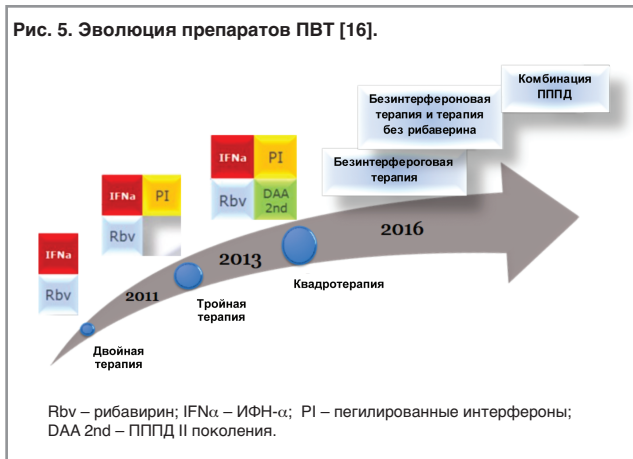 Рис. 5. Эволюция препаратов ПВТ [16].
Комбинация
ПППД
Безинтерфероновая
терапия и терапия
без рибаверина
Безинтерфероговая
терапия
IFNa PI
Rbv DAA
2nd
IFNa PI
Rbv
IFNa
Rbv
2011
2013
2016
Двойная
терапия
Тройная
терапия
Квадротерапия
Rbv – рибавирин; IFNα – ИФН-α; PI – пегилированные интерфероны;
DAA 2nd – ПППД II поколения.